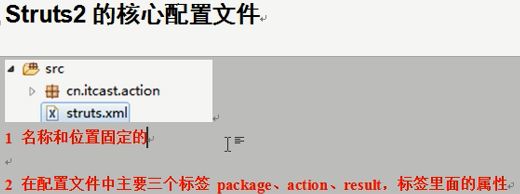 Struts2 的核心配置文件
src
cn.itcast.action
struts.xml
1 名称和位置固定的
2 在配置文件中主要三个标签 package、action、result，标签里面的属性